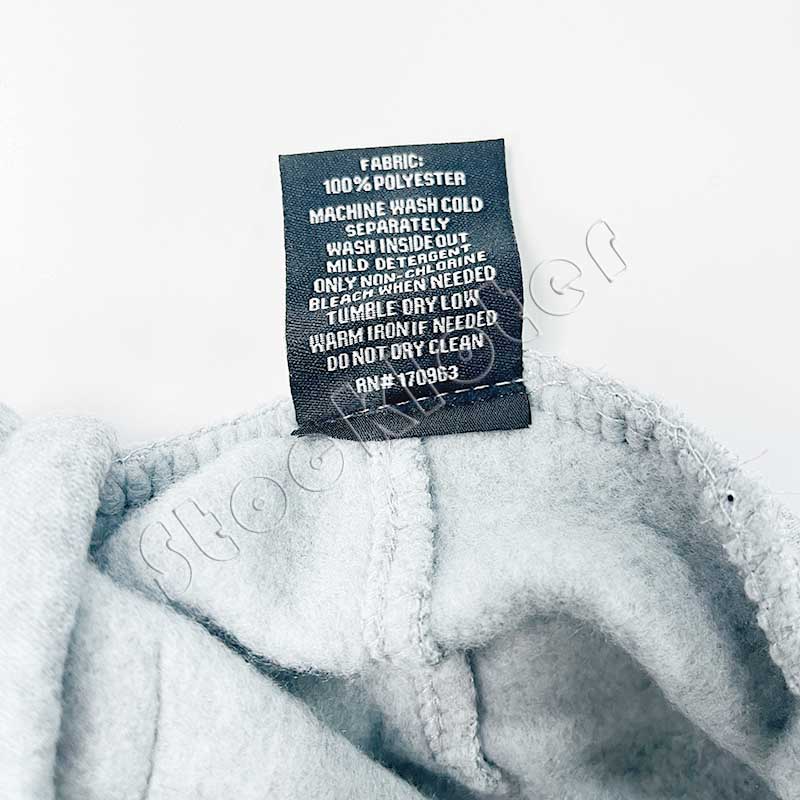 FABRIC:
100% POLYESTER
MACHINE WASH COLD
SEPARATELY
WASH INSIDE OUT
MILD DETERGENT
ONLY NON-CHLORINE
BLEACH WHEN NEEDED
TUMBLE DRY LOW
WARM IRON IF NEEDED
DO NOT DRY CLEAN
RN# 170963
Stockloter